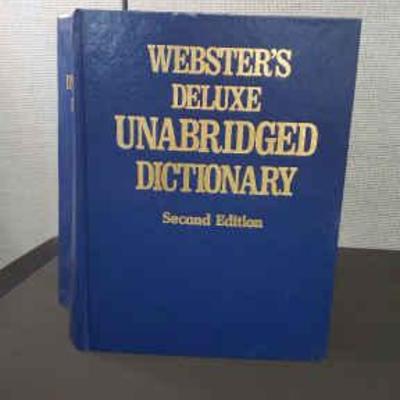 WEBSTER'S
DELUXE
UNABRIDGED
DICTIONARY
Second Edition